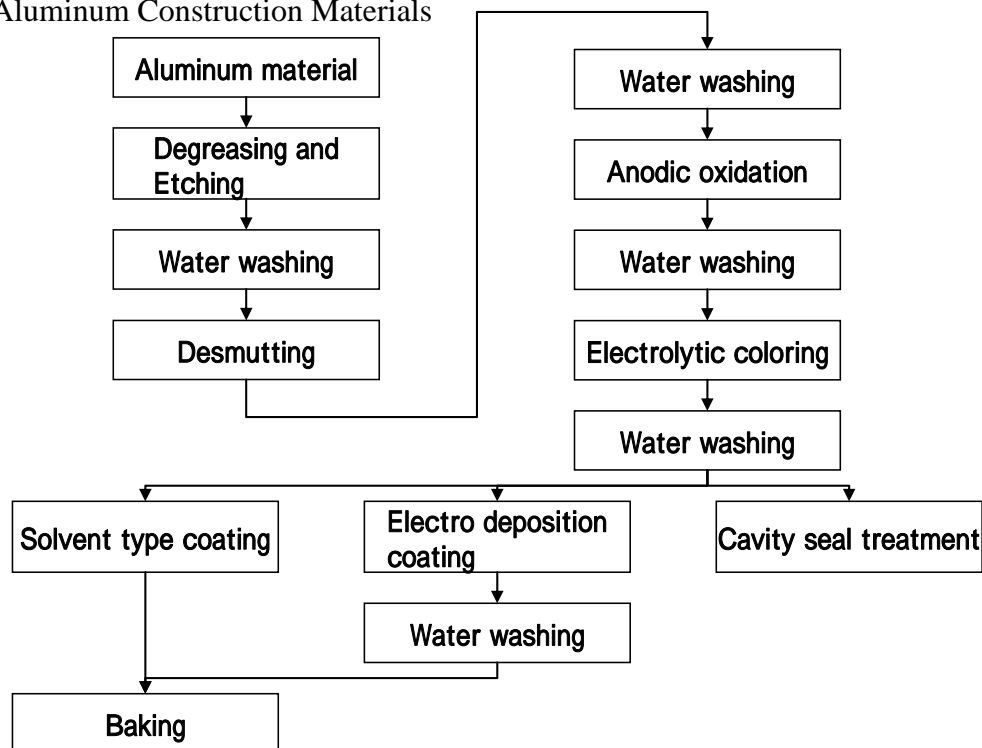 Aluminum Construction Materials
Aluminum material
Degreasing and
Etching
Water washing
Desmutting
Water washing
Anodic oxidation
Water washing
Electrolytic coloring
Water washing
Solvent type coating
Electro deposition
coating
Cavity seal treatment
Water washing
Baking